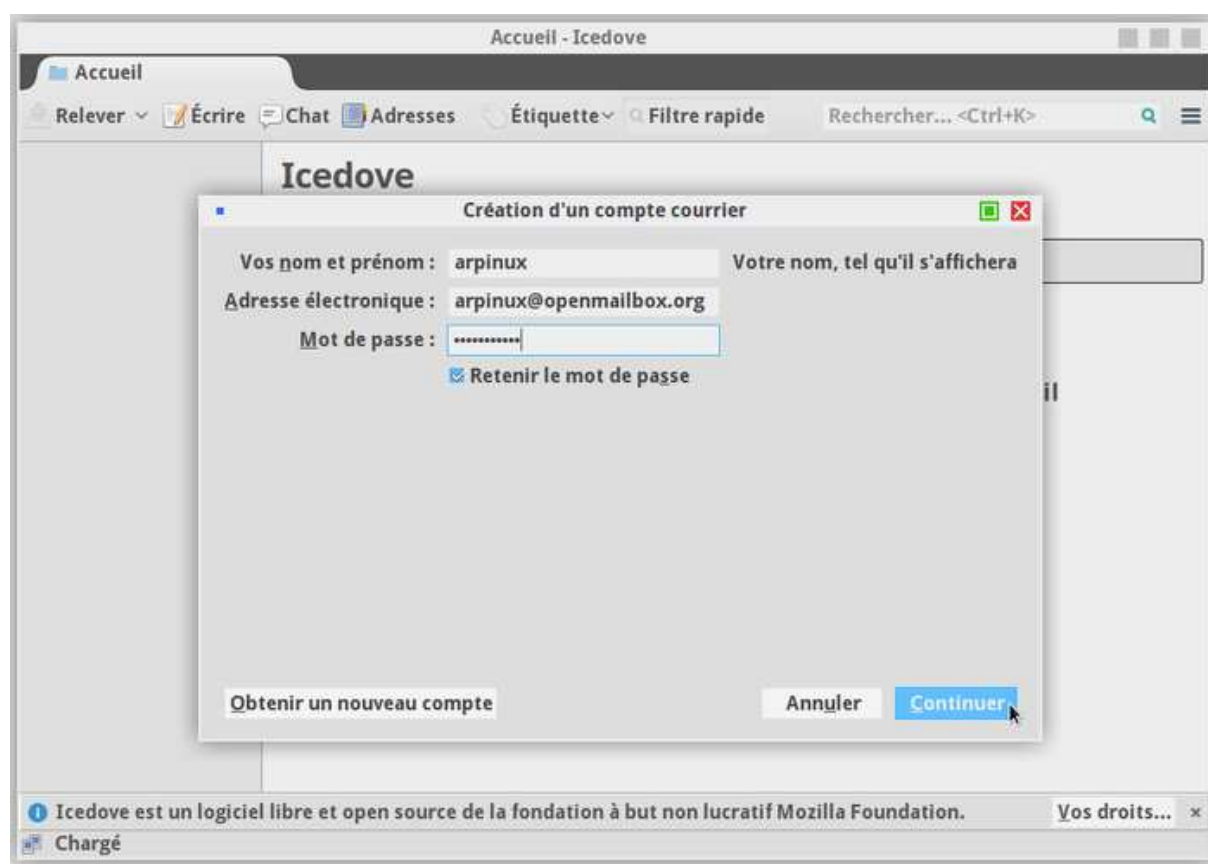 Accueil - Icedove
Accueil
Relever Écrire Chat Adresses Étiquette Filtre rapide Rechercher... <Ctrl+K>
Icedove
Création d'un compte courrier
Vos nom et prénom : arpinux Votre nom, tel qu'il s'affichera
Adresse électronique : arpinux@openmailbox.org
Mot de passe : •••••••••••
Retenir le mot de passe
il
Obtenir un nouveau compte Annuler Continuer
Icedove est un logiciel libre et open source de la fondation à but non lucratif Mozilla Foundation. Vos droits... ×
Chargé